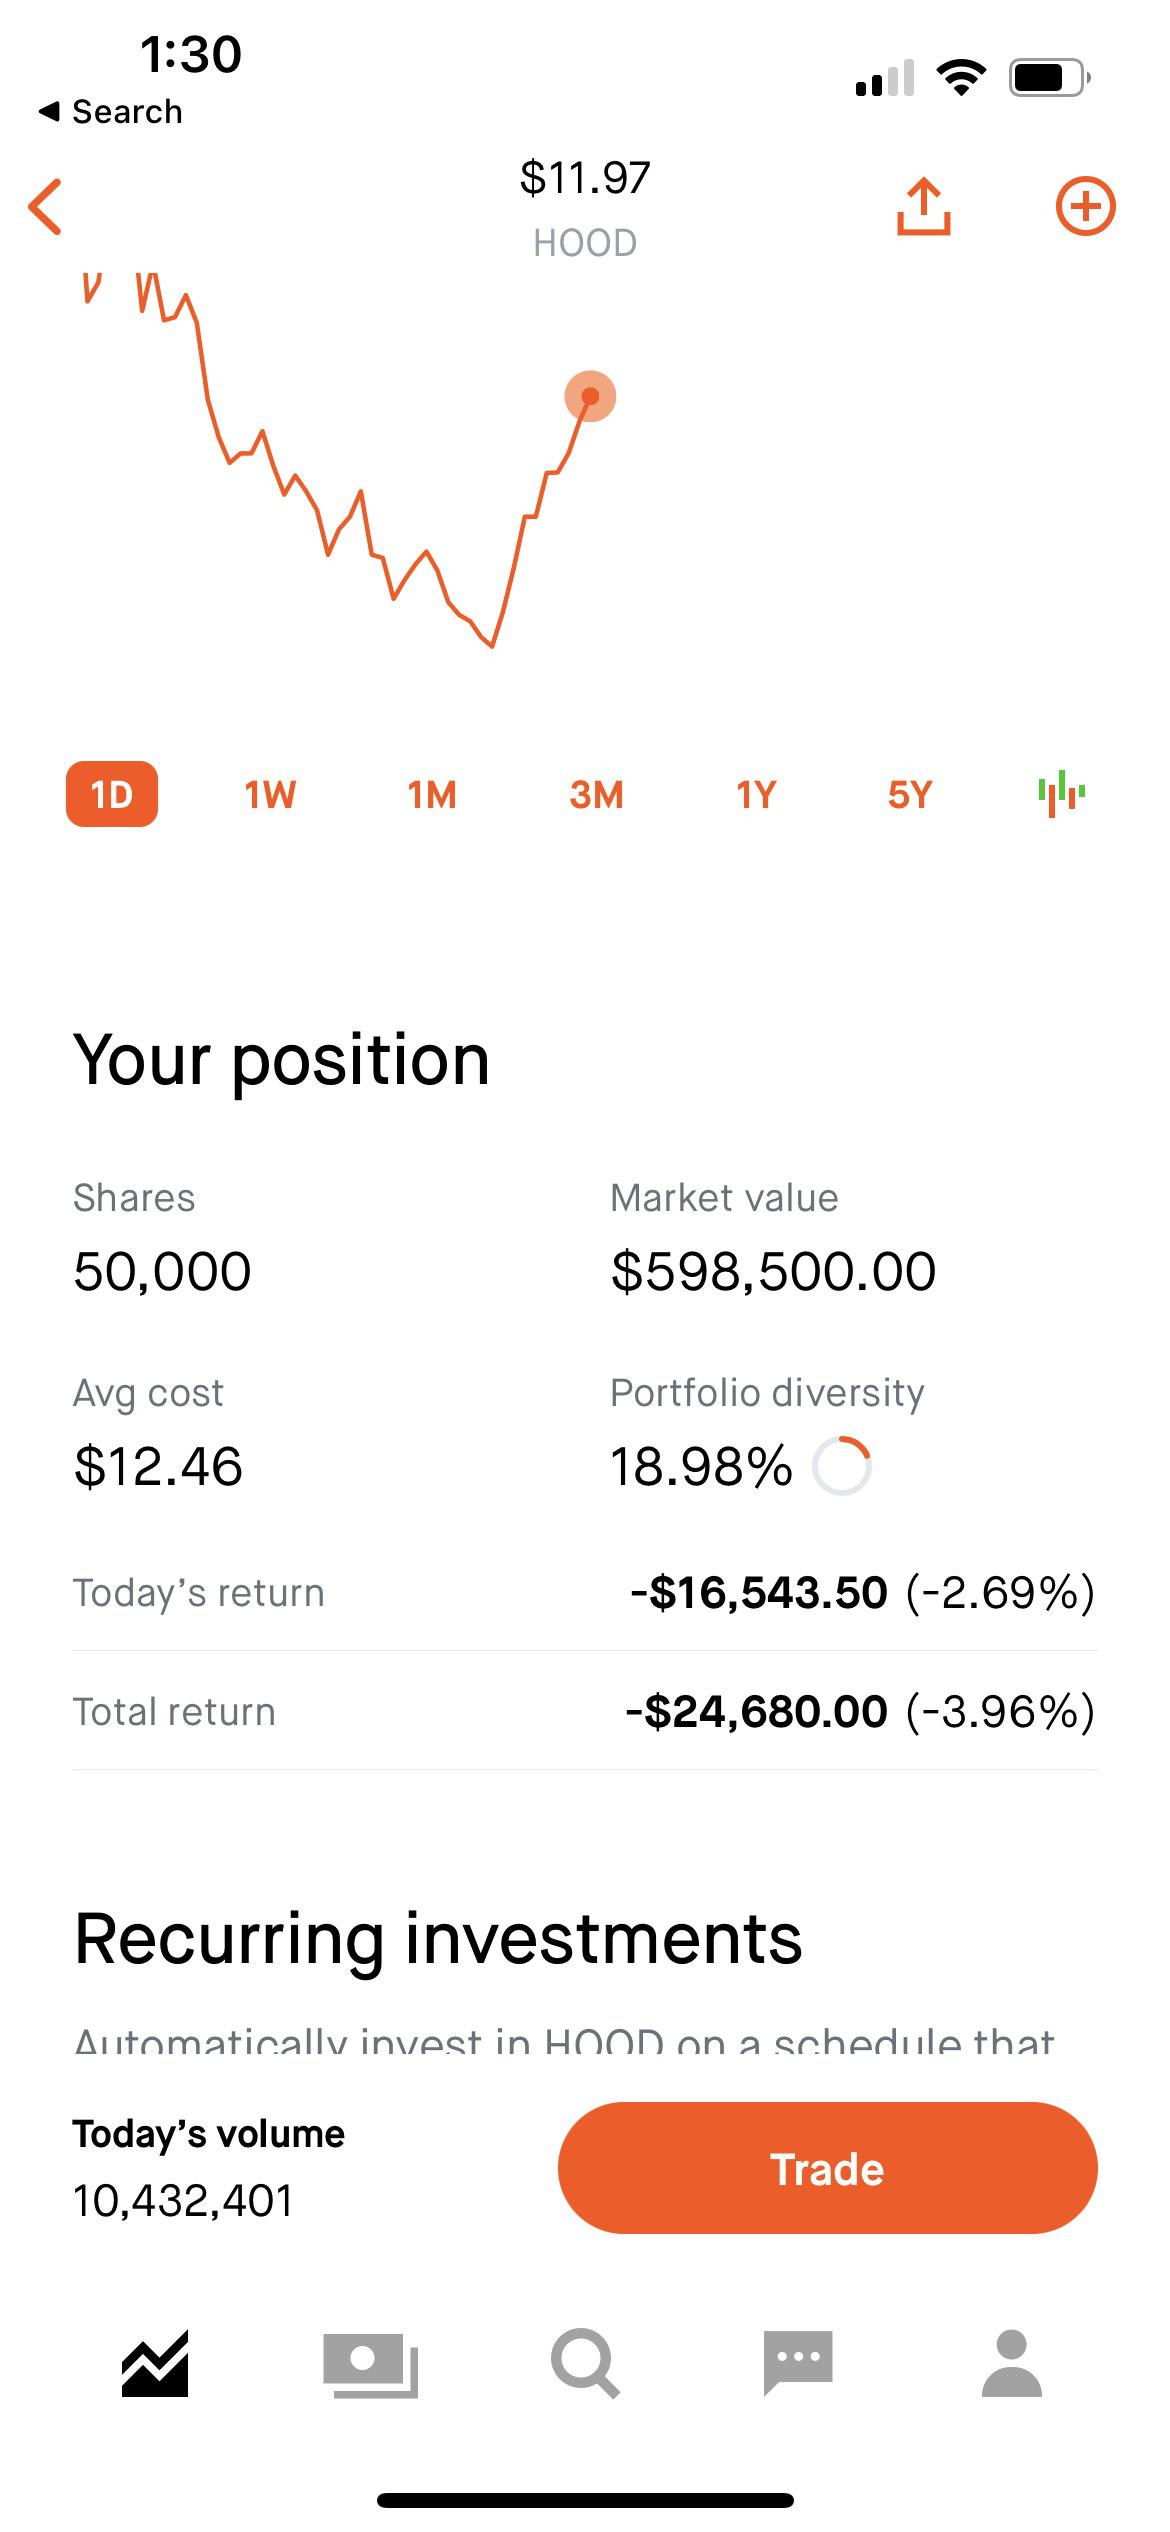 1:30
Search
$11.97
HOOD
1D 1W 1M 3M 1Y 5Y
Your position
Shares Market value
50,000 $598,500.00
Avg cost Portfolio diversity
$12.46 18.98%
Today’s return -$16,543.50 (-2.69%)
Total return -$24,680.00 (-3.96%)
Recurring investments
Automatically invest in HOOD on a schedule that
Today’s volume
10,432,401
Trade